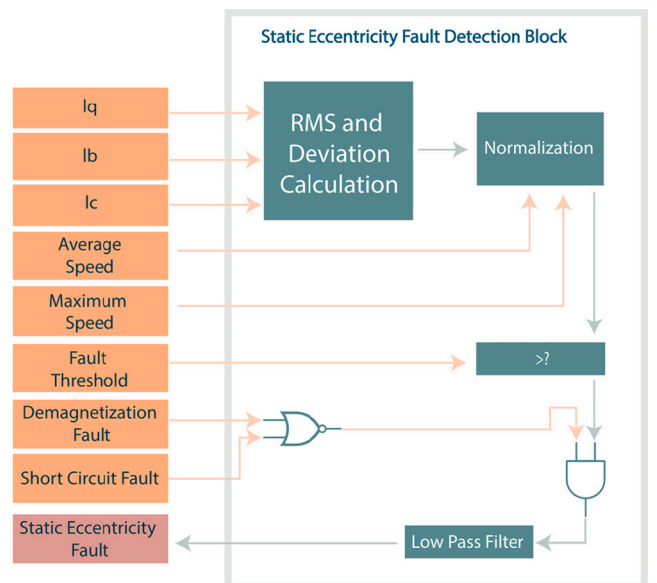 Static Eccentricity Fault Detection Block
Iq
Ib
Ic
Average
Speed
Maximum
Speed
Fault
Threshold
Demagnetization
Fault
Short Circuit Fault
Static Eccentricity
Fault
RMS and
Deviation
Calculation
Normalization
>?
Low Pass Filter